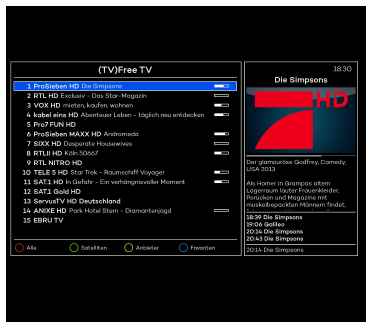 (TV)Free TV
1 ProSieben HD Die Simpsons
2 RTL HD Exclusiv - Das Star-Magazin
3 VOX HD mieten, kaufen, wohnen
4 kabel eins HD Abenteuer Leben - täglich neu entdecken
5 Pro7 FUN HD
6 ProSieben MAXX HD Andromeda
7 SIXX HD Desperate Housewives
8 RTLII HD Köln 50667
9 RTL NITRO HD
10 TELE 5 HD Star Trek - Raumschiff Voyager
11 SAT.1 HD In Gefahr - Ein verhängnisvoller Moment
12 SAT.1 Gold HD
13 ServusTV HD Deutschland
14 ANIXE HD Park Hotel Stern - Diamantenjagd
15 EBRU TV
Alle
Satelliten
Anbieter
Favoriten
18:30
Die Simpsons
HD
Der glamouröse Godfrey, Comedy,
USA 2013
Als Homer in Grampas altem
Lagerraum lauter Frauenkleider,
Perücken und Magazine mit
muskelbepackten Männern findet,
18:39 Die Simpsons
19:06 Galileo
20:14 Die Simpsons
20:43 Die Simpsons
20:14 Die Simpsons